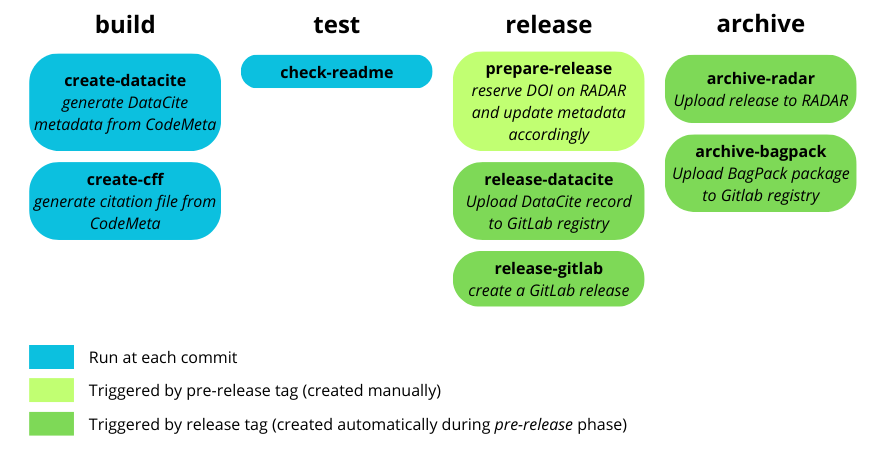 build
create-datacite
generate DataCite
metadata from CodeMeta
create-cff
generate citation file from
CodeMeta
test
check-readme
release
prepare-release
reserve DOI on RADAR
and update metadata
accordingly
release-datacite
Upload DataCite record
to GitLab registry
release-gitlab
create a GitLab release
archive
archive-radar
Upload release to RADAR
archive-bagpack
Upload BagPack package
to Gitlab registry
Run at each commit
Triggered by pre-release tag (created manually)
Triggered by release tag (created automatically during pre-release phase)